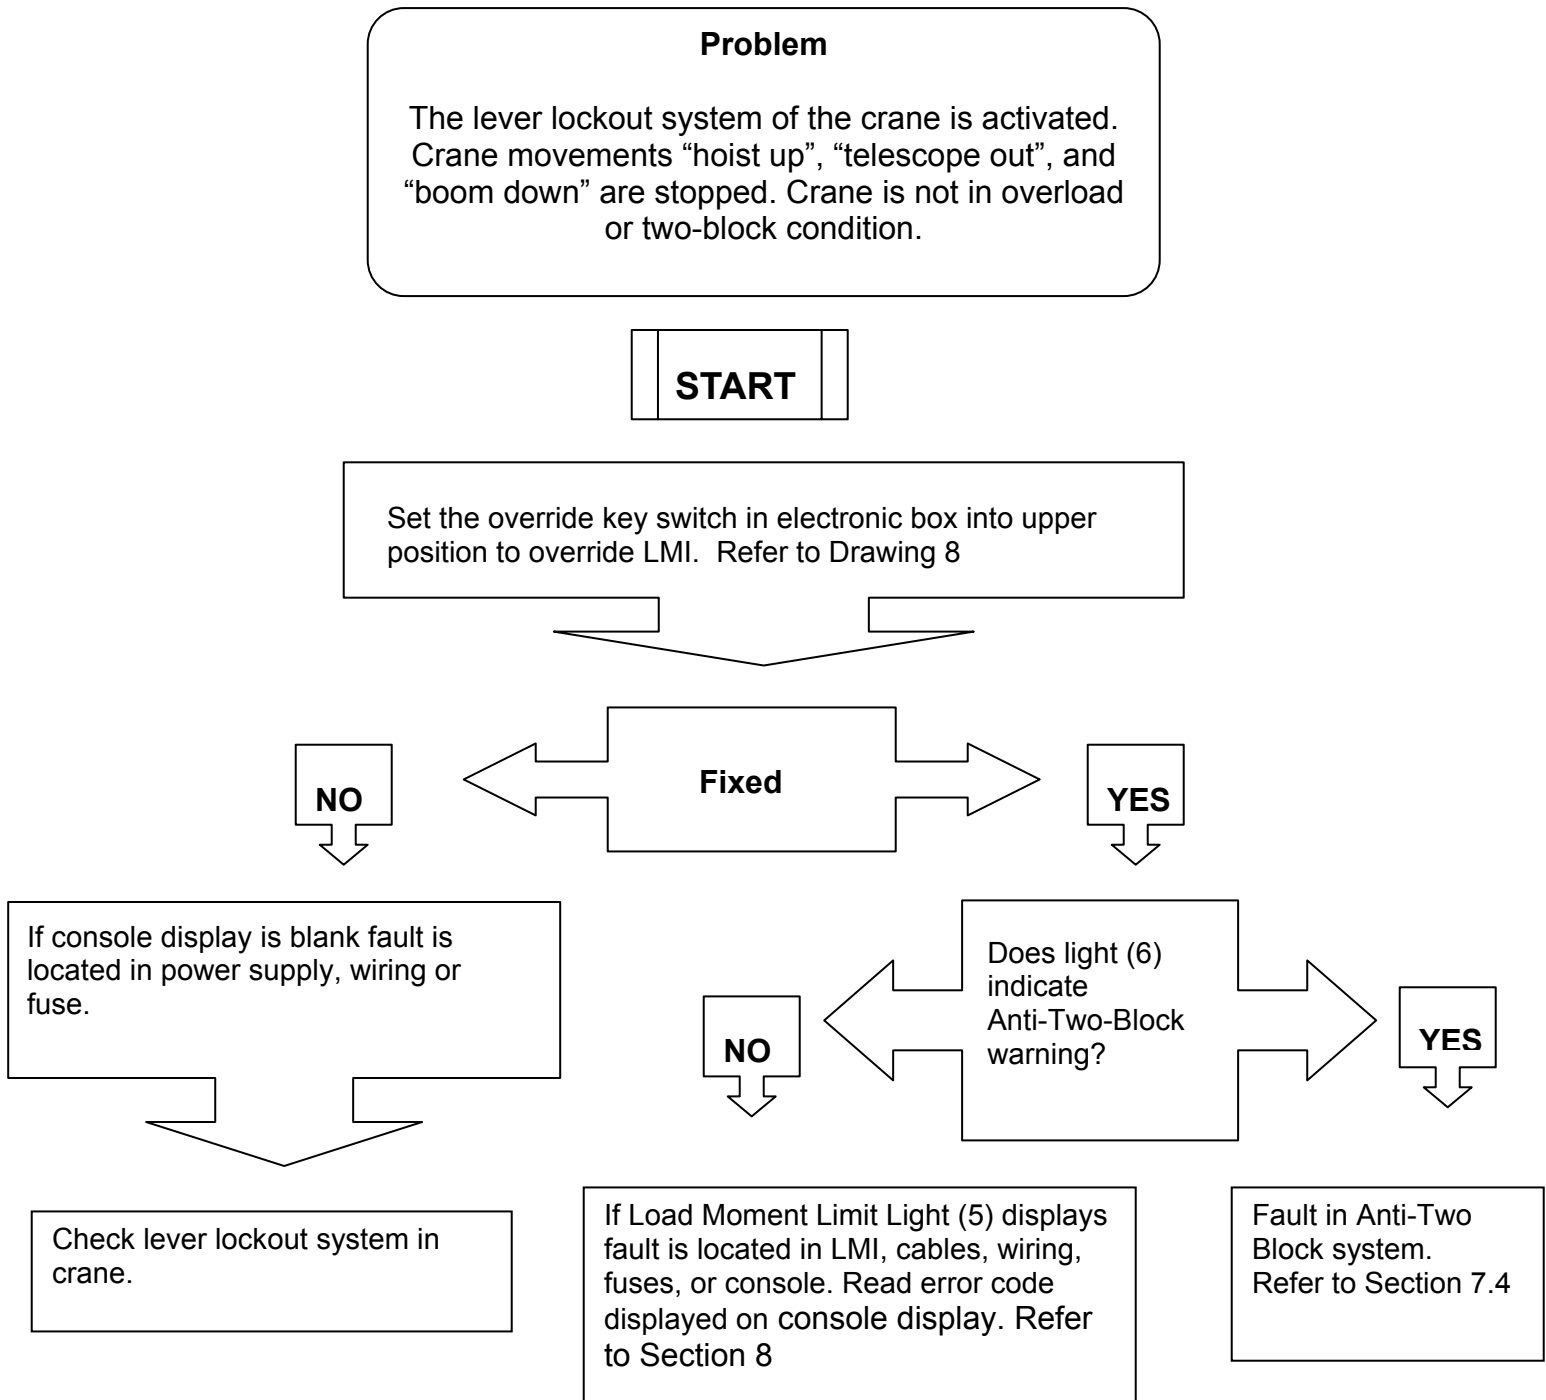 Problem
The lever lockout system of the crane is activated.
Crane movements “hoist up”, “telescope out”, and
“boom down” are stopped. Crane is not in overload
or two-block condition.
START
Set the override key switch in electronic box into upper
position to override LMI.  Refer to Drawing 8
Fixed
NO
YES
If console display is blank fault is
located in power supply, wiring or
fuse.
Does light (6)
indicate
Anti-Two-Block
warning?
NO
YES
Check lever lockout system in
crane.
If Load Moment Limit Light (5) displays
fault is located in LMI, cables, wiring,
fuses, or console. Read error code
displayed on console display. Refer
to Section 8
Fault in Anti-Two
Block system.
Refer to Section 7.4